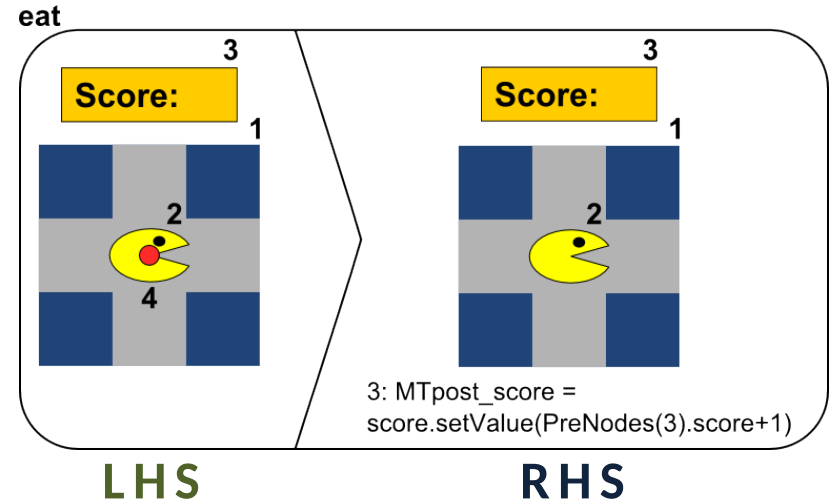 eat
3
Score:
1
2
4
3
Score:
1
2
3: MTpost_score =
score.setValue(PreNodes(3).score+1)
LHS
RHS